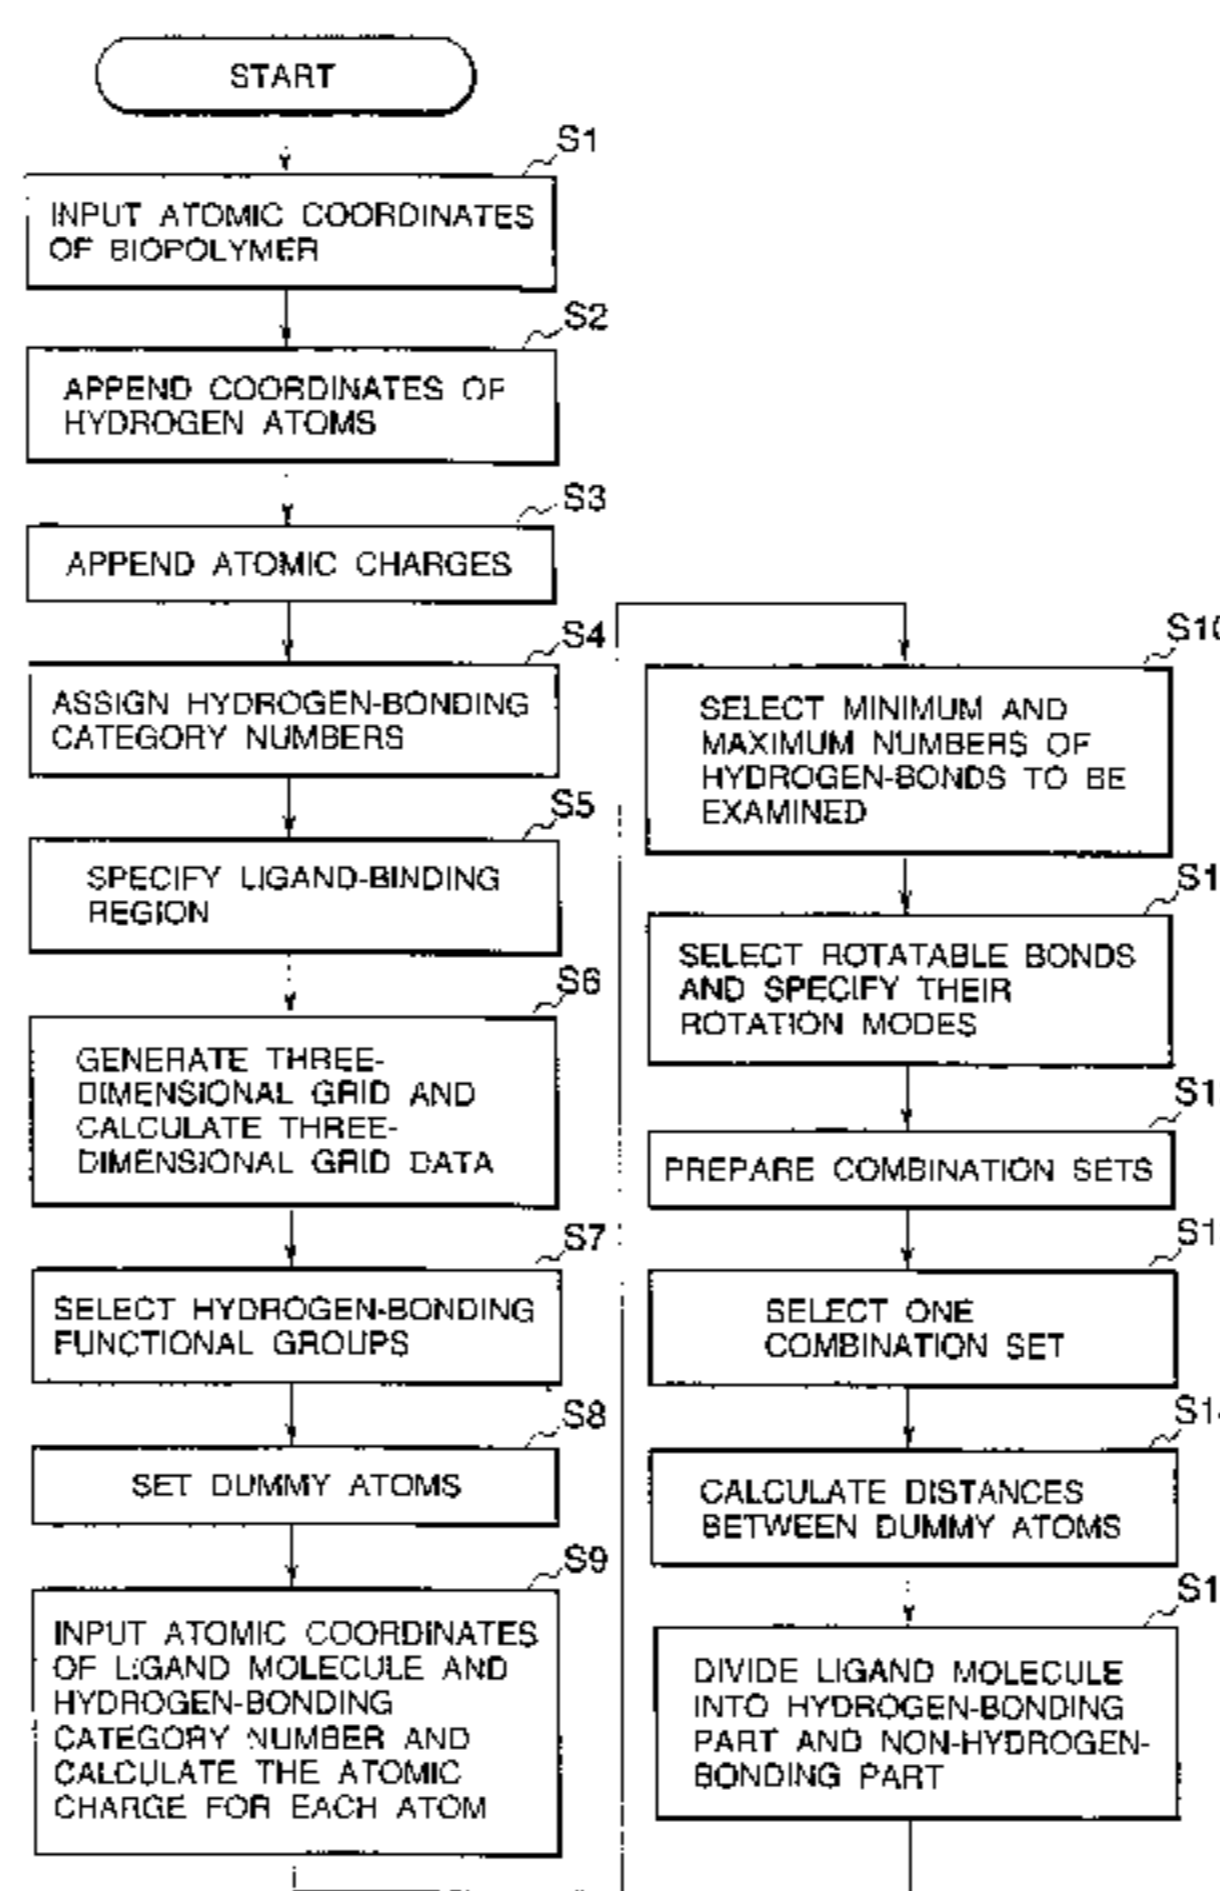 START
S1
INPUT ATOMIC COORDINATES
OF BIOPOLYMER
S2
APPEND COORDINATES OF
HYDROGEN ATOMS
S3
APPEND ATOMIC CHARGES
S4
ASSIGN HYDROGEN-BONDING
CATEGORY NUMBERS
S5
SPECIFY LIGAND-BINDING
REGION
S6
GENERATE THREE-
DIMENSIONAL GRID AND
CALCULATE THREE-
DIMENSIONAL GRID DATA
S7
SELECT HYDROGEN-BONDING
FUNCTIONAL GROUPS
S8
SET DUMMY ATOMS
S9
INPUT ATOMIC COORDINATES
OF LIGAND MOLECULE AND
HYDROGEN-BONDING
CATEGORY NUMBER AND
CALCULATE THE ATOMIC
CHARGE FOR EACH ATOM
S10
SELECT MINIMUM AND
MAXIMUM NUMBERS OF
HYDROGEN-BONDS TO BE
EXAMINED
SELECT ROTATABLE BONDS
AND SPECIFY THEIR
ROTATION MODES
PREPARE COMBINATION SETS
SELECT ONE
COMBINATION SET
CALCULATE DISTANCES
BETWEEN DUMMY ATOMS
DIVIDE LIGAND MOLECULE
INTO HYDROGEN-BONDING
PART AND NON-HYDROGEN-
BONDING PART